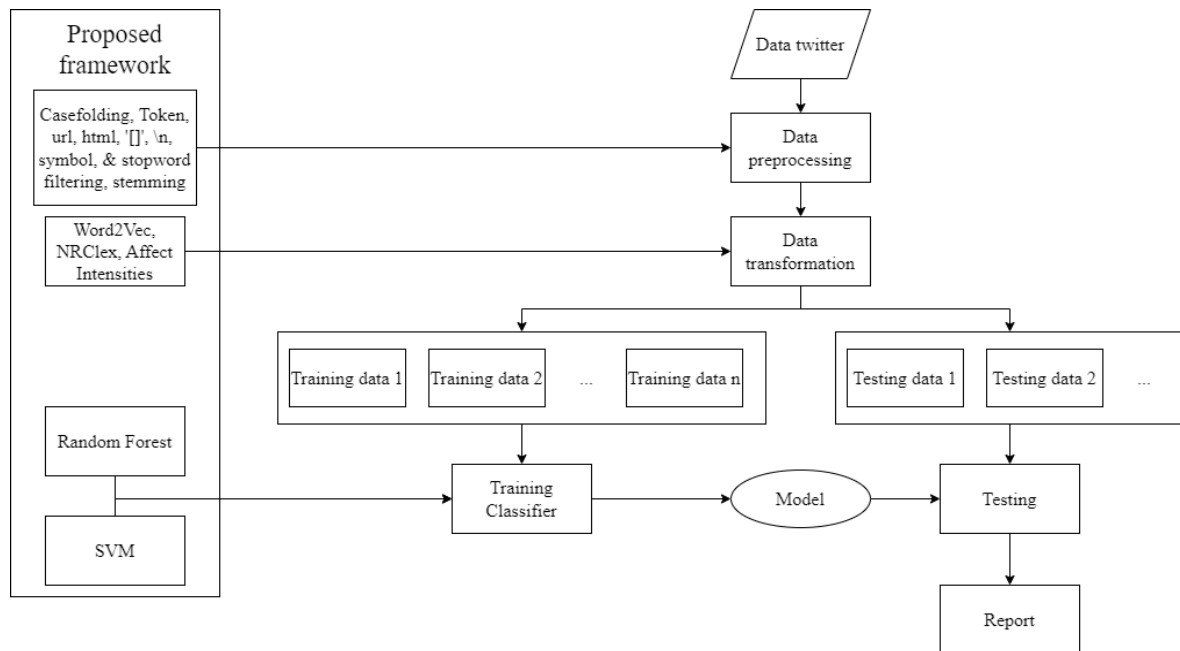 Proposed
framework
Data twitter
Casefolding, Token,
url, html, '[]', \n,
symbol, & stopword
filtering, stemming
Data
preprocessing
Word2Vec,
NRClex, Affect
Intensities
Data
transformation
Training data 1
Training data 2
...
Training data n
Testing data 1
Testing data 2
...
Random Forest
SVM
Training
Classifier
Model
Testing
Report